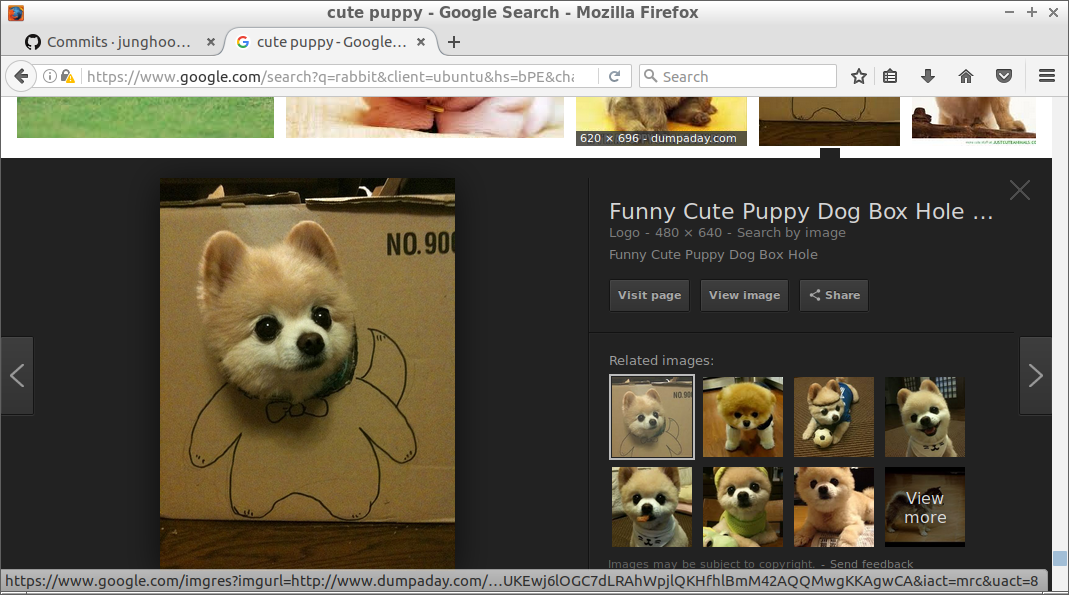 cute puppy - Google Search - Mozilla Firefox
Commits · junghoo...
cute puppy - Google...
https://www.google.com/search?q=rabbit&client=ubuntu&hs=bPE&cha
Search
620 × 696 - dumpaday.com
NO.900
Funny Cute Puppy Dog Box Hole ...
Logo - 480 × 640 - Search by image
Funny Cute Puppy Dog Box Hole
Visit page
View image
Share
Related images:
NO.90
View
more
Images may be subject to copyright. - Send feedback
https://www.google.com/imgres?imgurl=http://www.dumpaday.com/...UKEwj6lOGC7dLRAhWpjlQKHfhlBmM42AQQMwgKKAgwCA&iact=mrc&uact=8